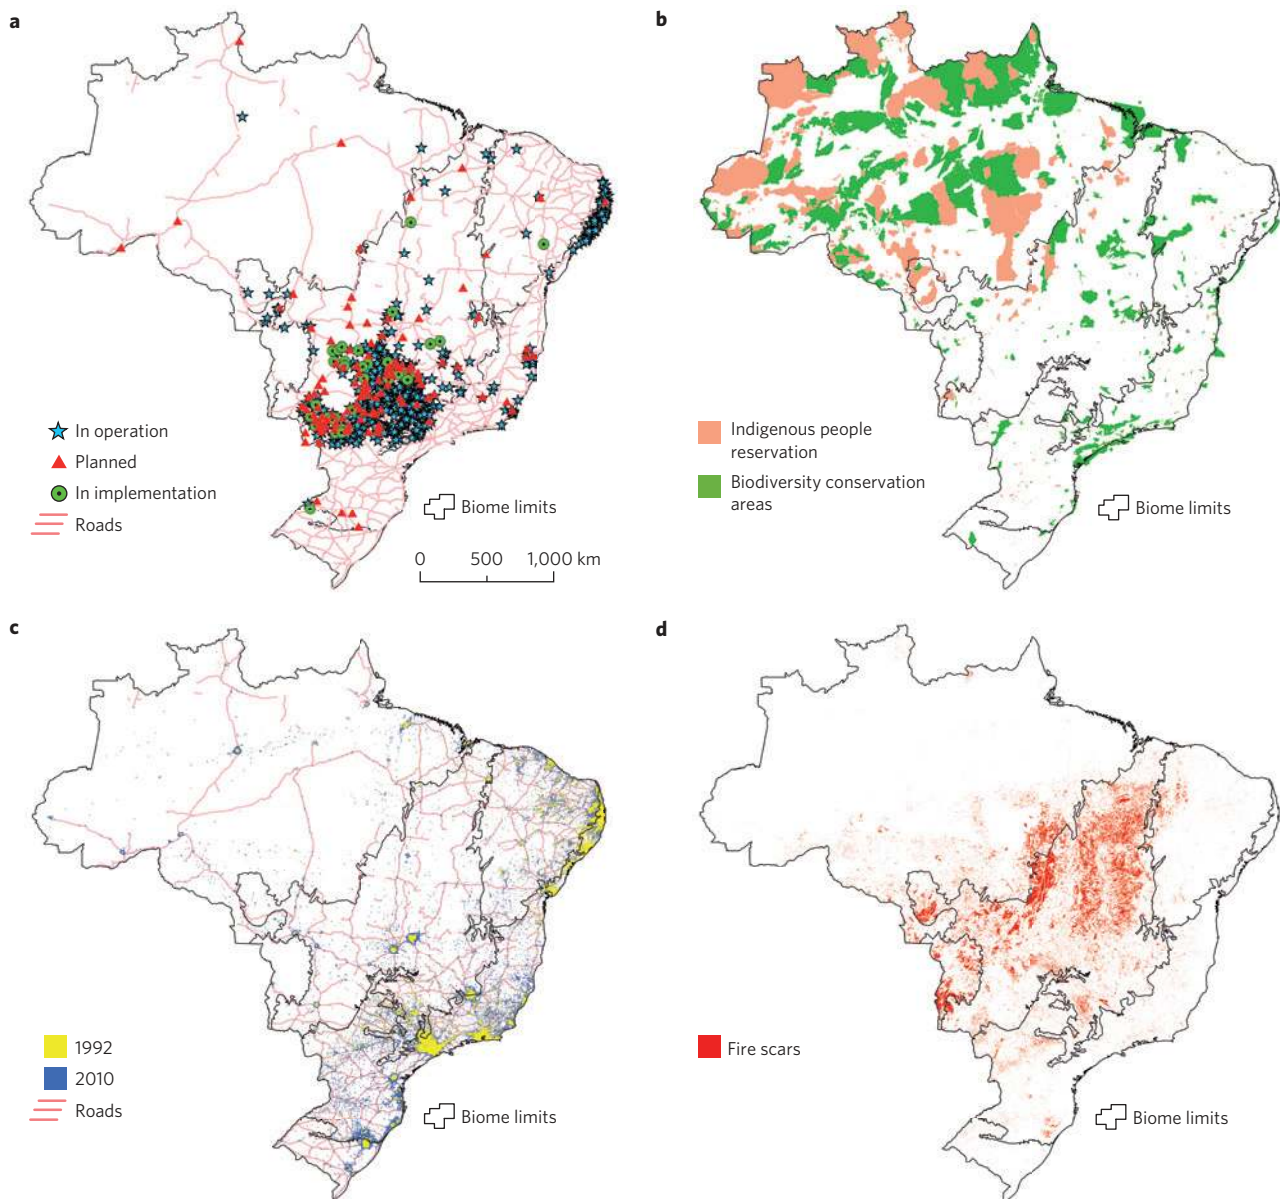 a
In operation
Planned
In implementation
Roads
Biome limits
0 500 1,000 km
b
Indigenous people
reservation
Biodiversity conservation
areas
Biome limits
c
1992
2010
Roads
Biome limits
d
Fire scars
Biome limits